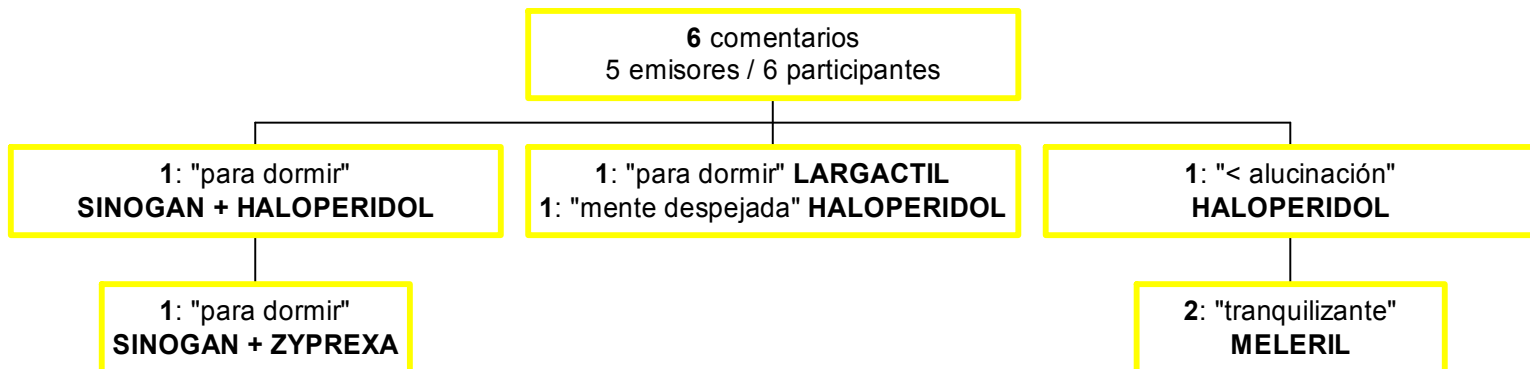 6 comentarios
5 emisores / 6 participantes
1: "para dormir"
SINOGAN + HALOPERIDOL
1: "para dormir" LARGACTIL
1: "mente despejada" HALOPERIDOL
1: "< alucinación"
HALOPERIDOL
1: "para dormir"
SINOGAN + ZYPREXA
2: "tranquilizante"
MELERIL